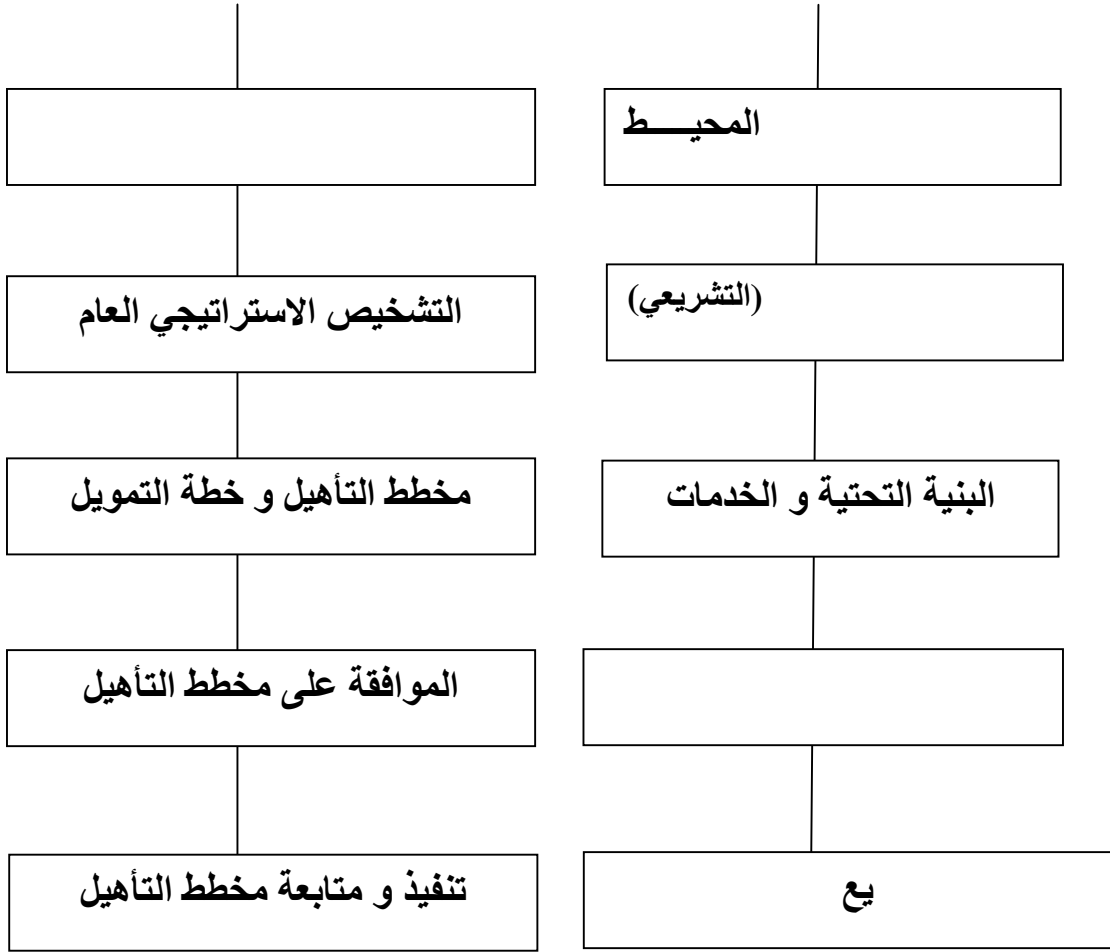 المحيـــــط
(التشريعي)
البنية التحتية و الخدمات
يع
التشخيص الاستراتيجي العام
مخطط التأهيل و خطة التمويل
الموافقة على مخطط التأهيل
تنفيذ و متابعة مخطط التأهيل